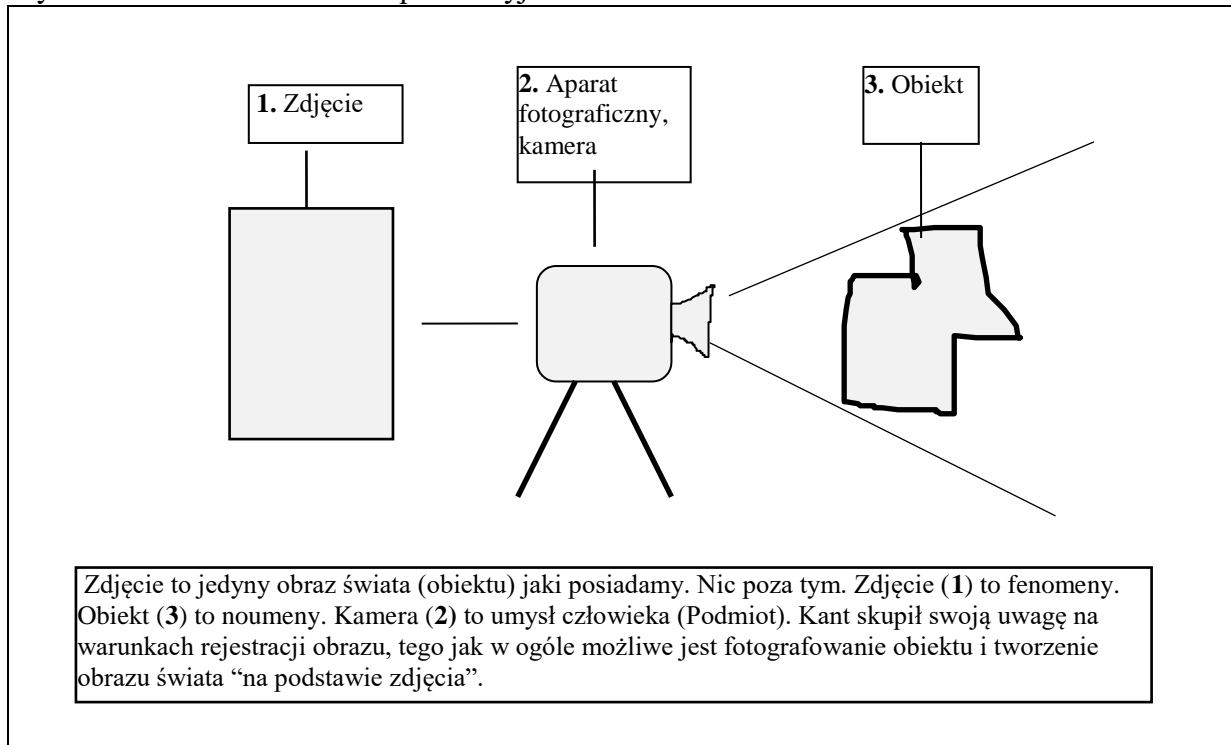 1. Zdjęcie
2. Aparat
fotograficzny,
kamera
3. Obiekt
Zdjęcie to jedyny obraz świata (obiektu) jaki posiadamy. Nic poza tym. Zdjęcie (1) to fenomeny.
Obiekt (3) to noumeny. Kamera (2) to umysł człowieka (Podmiot). Kant skupił swoją uwagę na
warunkach rejestracji obrazu, tego jak w ogóle możliwe jest fotografowanie obiektu i tworzenie
obrazu świata “na podstawie zdjęcia”.